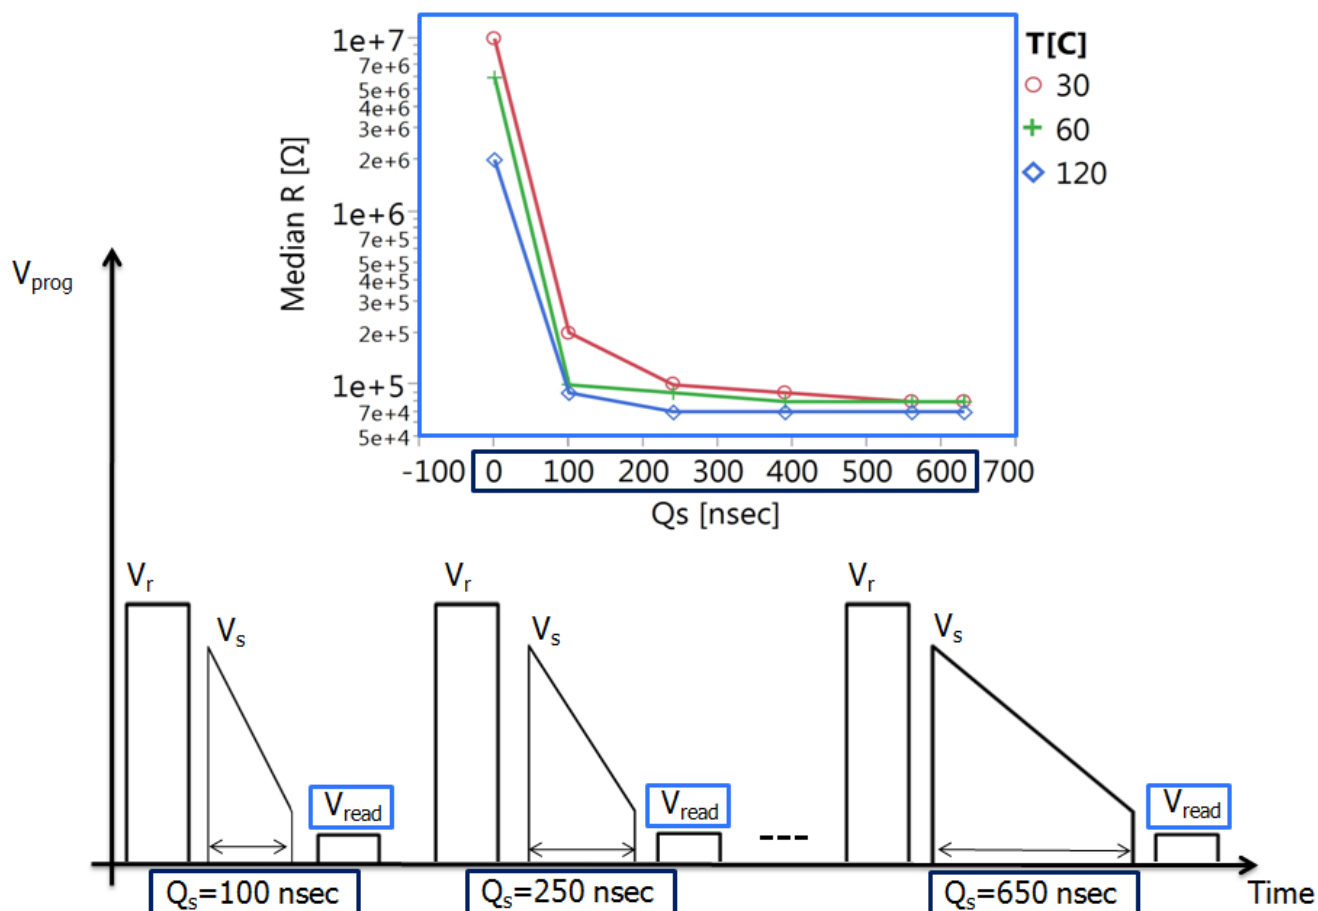 1e+7
7e+6
5e+6
4e+6
3e+6
2e+6
1e+6
7e+5
5e+5
4e+5
3e+5
2e+5
1e+5
7e+4
5e+4
Median R [Ω]
-100 0 100 200 300 400 500 600 700
Qs [nsec]
T[C]
30
60
120
Vprog
Vr
Vs
Vread
Qs=100 nsec
Vr
Vs
Vread
Qs=250 nsec
---
Vr
Vs
Vread
Qs=650 nsec
Time